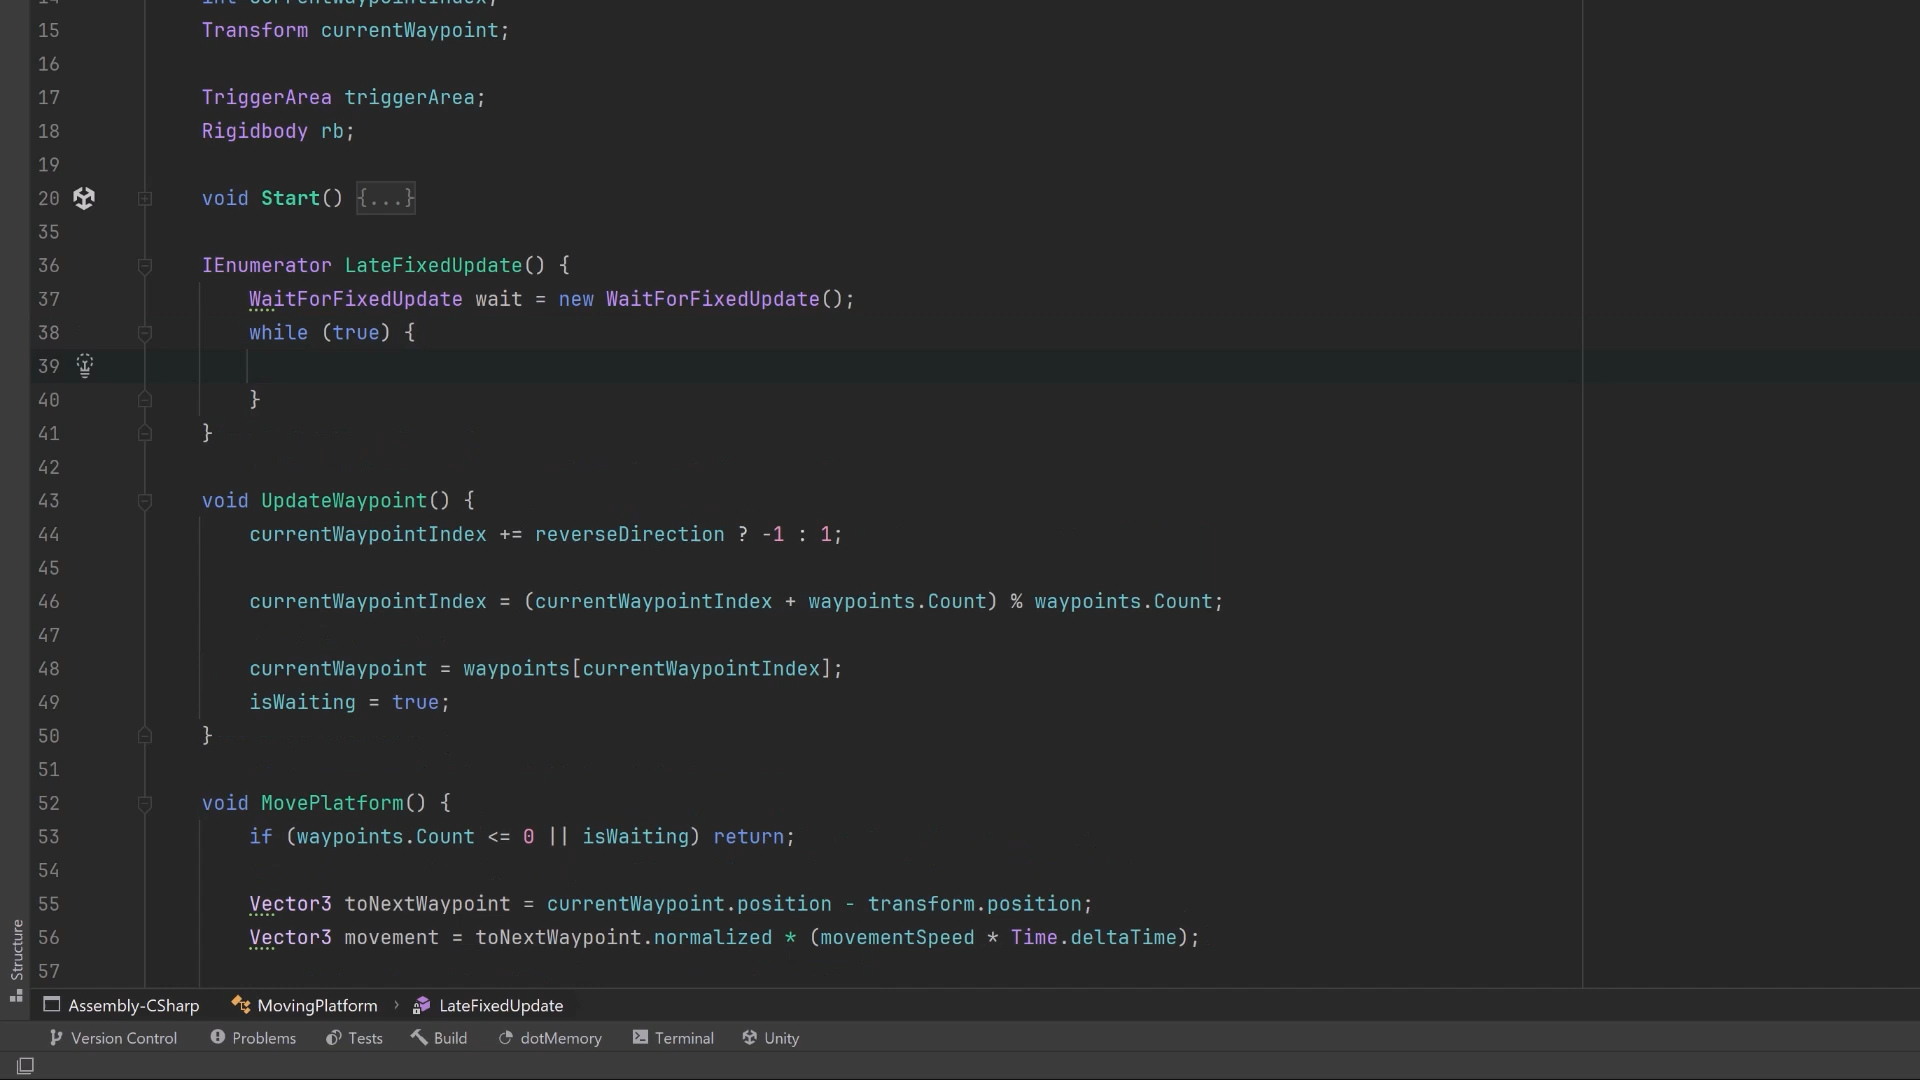 14 int currentWaypointIndex;
15 Transform currentWaypoint;
16
17 TriggerArea triggerArea;
18 Rigidbody rb;
19
20 void Start() {...}
35
36 IEnumerator LateFixedUpdate() {
37 WaitForFixedUpdate wait = new WaitForFixedUpdate();
38 while (true) {
39
40 }
41 }
42
43 void UpdateWaypoint() {
44 currentWaypointIndex += reverseDirection ? -1 : 1;
45
46 currentWaypointIndex = (currentWaypointIndex + waypoints.Count) % waypoints.Count;
47
48 currentWaypoint = waypoints[currentWaypointIndex];
49 isWaiting = true;
50 }
51
52 void MovePlatform() {
53 if (waypoints.Count <= 0 || isWaiting) return;
54
55 Vector3 toNextWaypoint = currentWaypoint.position - transform.position;
56 Vector3 movement = toNextWaypoint.normalized * (movementSpeed * Time.deltaTime);
57
Structure
Assembly-CSharp MovingPlatform › LateFixedUpdate
Version Control Problems Tests Build dotMemory Terminal Unity